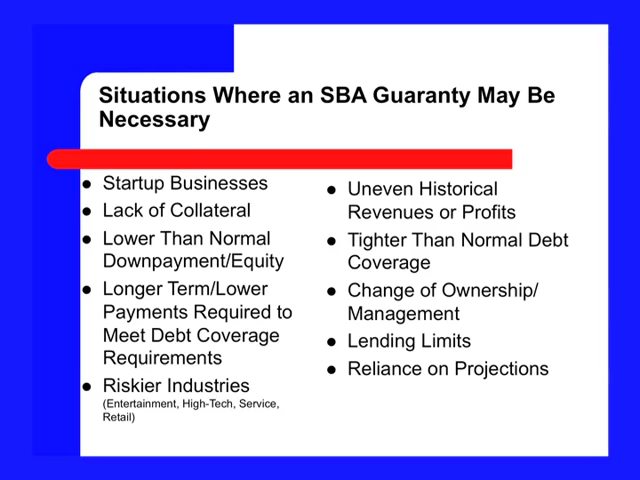 Situations Where an SBA Guaranty May Be
Necessary
● Startup Businesses
● Lack of Collateral
● Lower Than Normal
Downpayment/Equity
● Longer Term/Lower
Payments Required to
Meet Debt Coverage
Requirements
● Riskier Industries
(Entertainment, High-Tech, Service,
Retail)
● Uneven Historical
Revenues or Profits
● Tighter Than Normal Debt
Coverage
● Change of Ownership/
Management
● Lending Limits
● Reliance on Projections